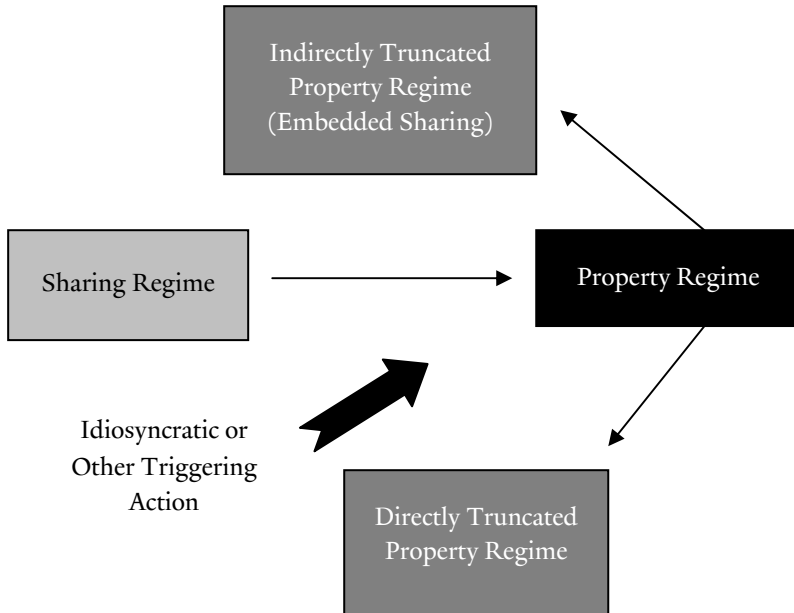 Indirectly Truncated
Property Regime
(Embedded Sharing)
Sharing Regime
Property Regime
Idiosyncratic or
Other Triggering
Action
Directly Truncated
Property Regime